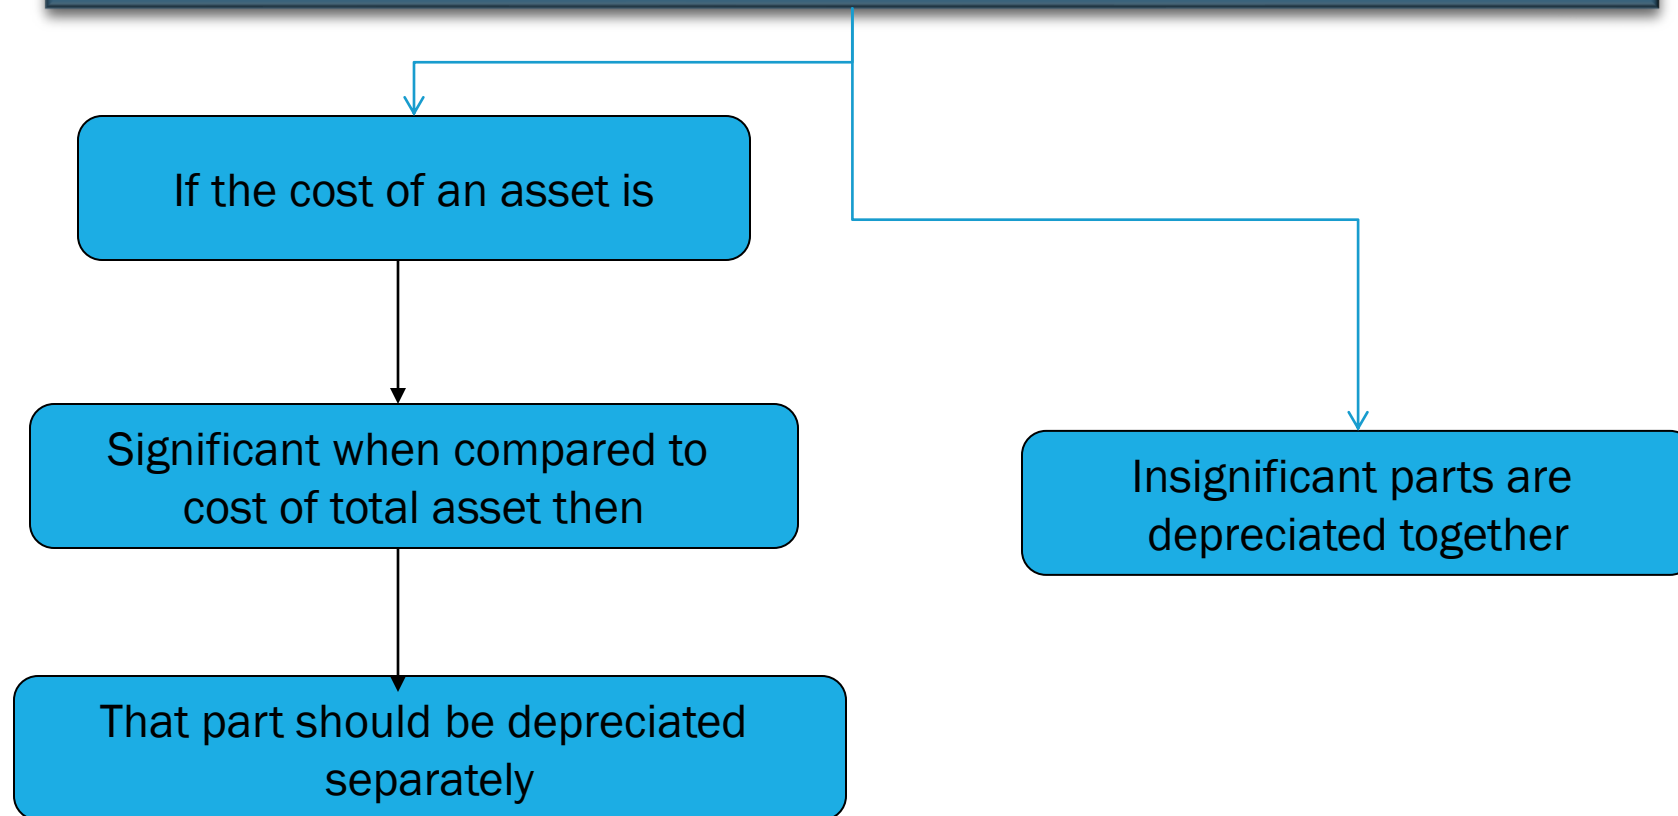 If the cost of an asset is
Significant when compared to
cost of total asset then
That part should be depreciated
separately
Insignificant parts are
depreciated together